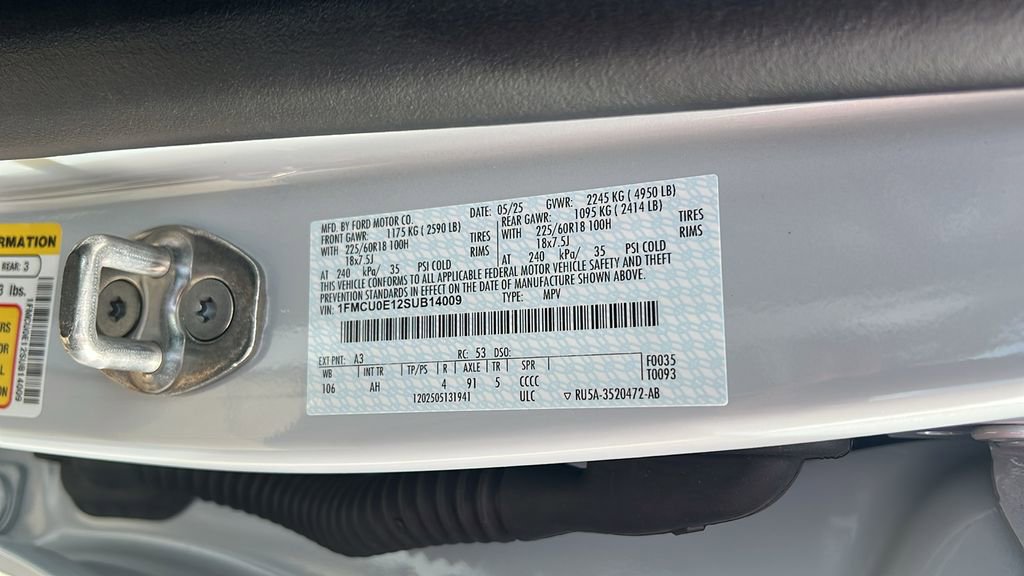 RMATION
REAR: 3
lbs.
RS
OR
L
1FMCU0E12SUB14009
MFD. BY FORD MOTOR CO.
DATE: 05/25 GVWR: 2245 KG ( 4950 LB)
FRONT GAWR: 1175 KG ( 2590 LB)
REAR GAWR: 1095 KG ( 2414 LB)
WITH 225/60R18 100H TIRES
WITH 225/60R18 100H TIRES
18x7.5J RIMS
18x7.5J RIMS
AT 240 kPa/ 35 PSI COLD
AT 240 kPa/ 35 PSI COLD
THIS VEHICLE CONFORMS TO ALL APPLICABLE FEDERAL MOTOR VEHICLE SAFETY AND THEFT
PREVENTION STANDARDS IN EFFECT ON THE DATE OF MANUFACTURE SHOWN ABOVE.
VIN: 1FMCU0E12SUB14009 TYPE: MPV
EXT PNT: A3 RC: 53 DSO: F0035
WB INT TR TP/PS R AXLE TR SPR T0093
106 AH 4 91 5 CCCC
1202505131941 ULC RU5A-3520472-AB